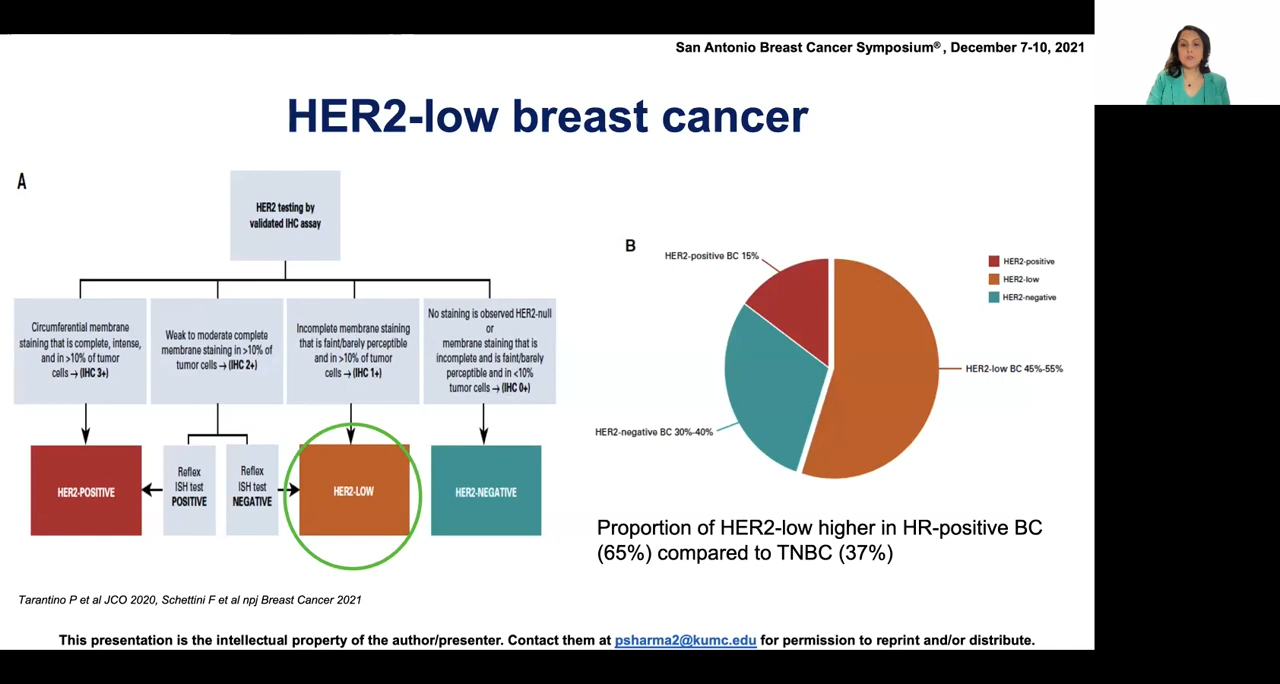 San Antonio Breast Cancer Symposium® , December 7-10, 2021
HER2-low breast cancer
A
HER2 testing by
validated IHC assay
Circumferential membrane
staining that is complete, intense,
and in >10% of tumor
cells → (IHC 3+)
Weak to moderate complete
membrane staining in >10% of
tumor cells → (IHC 2+)
Incomplete membrane staining
that is faint/barely perceptible
and in >10% of tumor
cells → (IHC 1+)
No staining is observed HER2-null
or
membrane staining that is
incomplete and is faint/barely
perceptible and in <10%
tumor cells → (IHC 0+)
HER2-POSITIVE
Reflex
ISH test
POSITIVE
Reflex
ISH test
NEGATIVE
HER2-LOW
HER2-NEGATIVE
B
HER2-positive BC 15%
HER2-positive
HER2-low
HER2-negative
HER2-low BC 45%-55%
HER2-negative BC 30%-40%
Proportion of HER2-low higher in HR-positive BC
(65%) compared to TNBC (37%)
Tarantino P et al JCO 2020, Schettini F et al npj Breast Cancer 2021
This presentation is the intellectual property of the author/presenter. Contact them at psharma2@kumc.edu for permission to reprint and/or distribute.